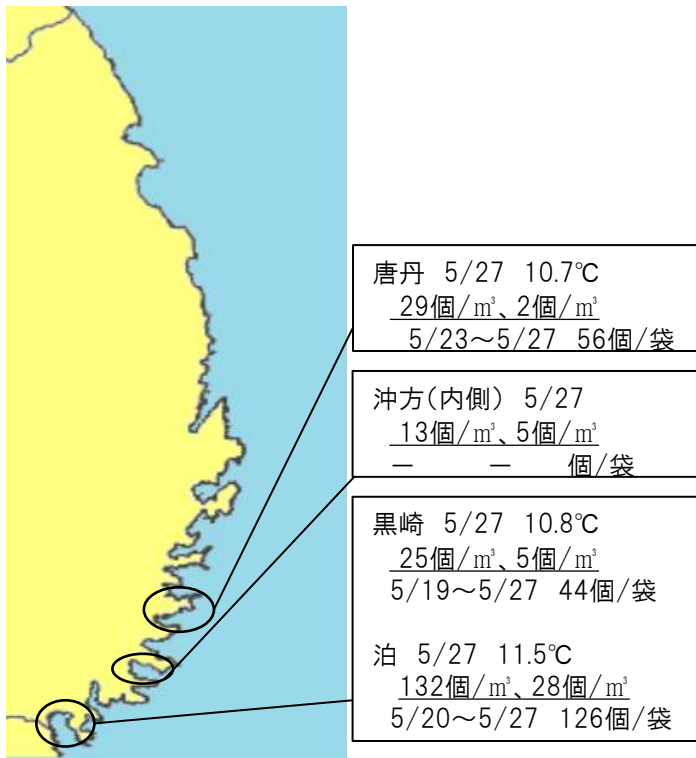 唐丹 5/27 10.7℃
29個/㎥、2個/㎥
5/23～5/27 56個/袋
沖方(内側) 5/27
13個/㎥、5個/㎥
－ － 個/袋
黒崎 5/27 10.8℃
25個/㎥、5個/㎥
5/19～5/27 44個/袋
泊 5/27 11.5℃
132個/㎥、28個/㎥
5/20～5/27 126個/袋